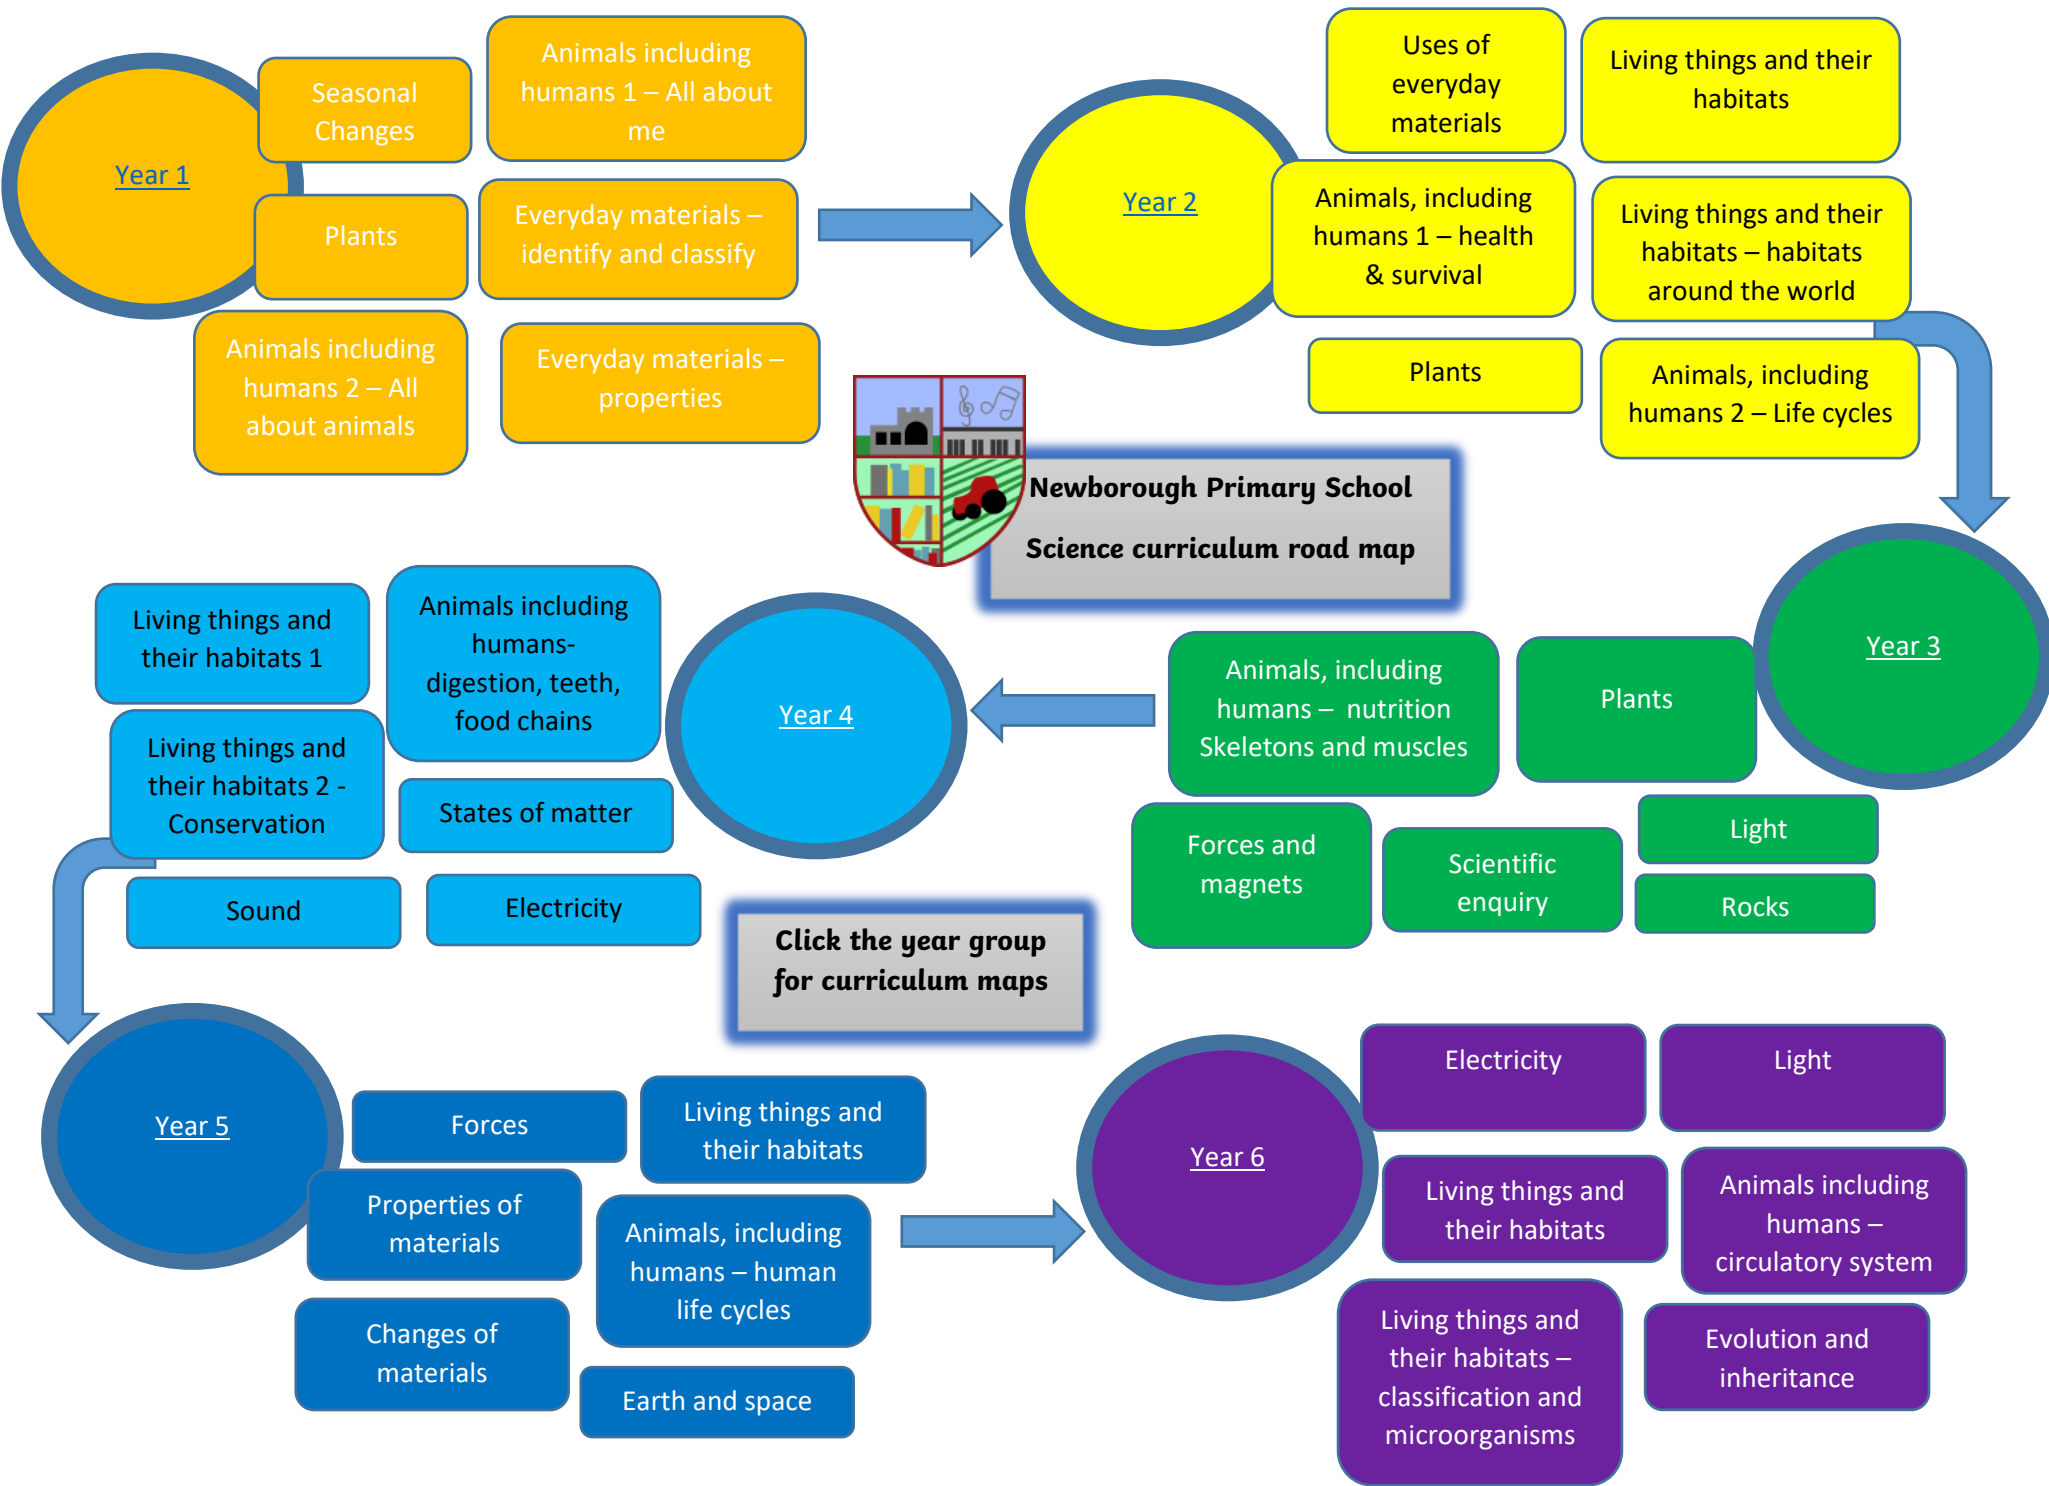 Year 1
Seasonal
Changes
Animals including
humans 1 – All about
me
Plants
Everyday materials –
identify and classify
Animals including
humans 2 – All
about animals
Everyday materials –
properties
Year 2
Uses of
everyday
materials
Living things and their
habitats
Animals, including
humans 1 – health
& survival
Living things and their
habitats – habitats
around the world
Plants
Animals, including
humans 2 – Life cycles
Newborough Primary School
Science curriculum road map
Year 3
Plants
Animals, including
humans –  nutrition
Skeletons and muscles
Light
Rocks
Scientific
enquiry
Forces and
magnets
Year 4
Animals including
humans-
digestion, teeth,
food chains
Living things and
their habitats 1
Living things and
their habitats 2 -
Conservation
States of matter
Sound
Electricity
Click the year group
for curriculum maps
Year 5
Forces
Living things and
their habitats
Properties of
materials
Animals, including
humans – human
life cycles
Changes of
materials
Earth and space
Year 6
Electricity
Light
Living things and
their habitats
Animals including
humans –
circulatory system
Living things and
their habitats –
classification and
microorganisms
Evolution and
inheritance